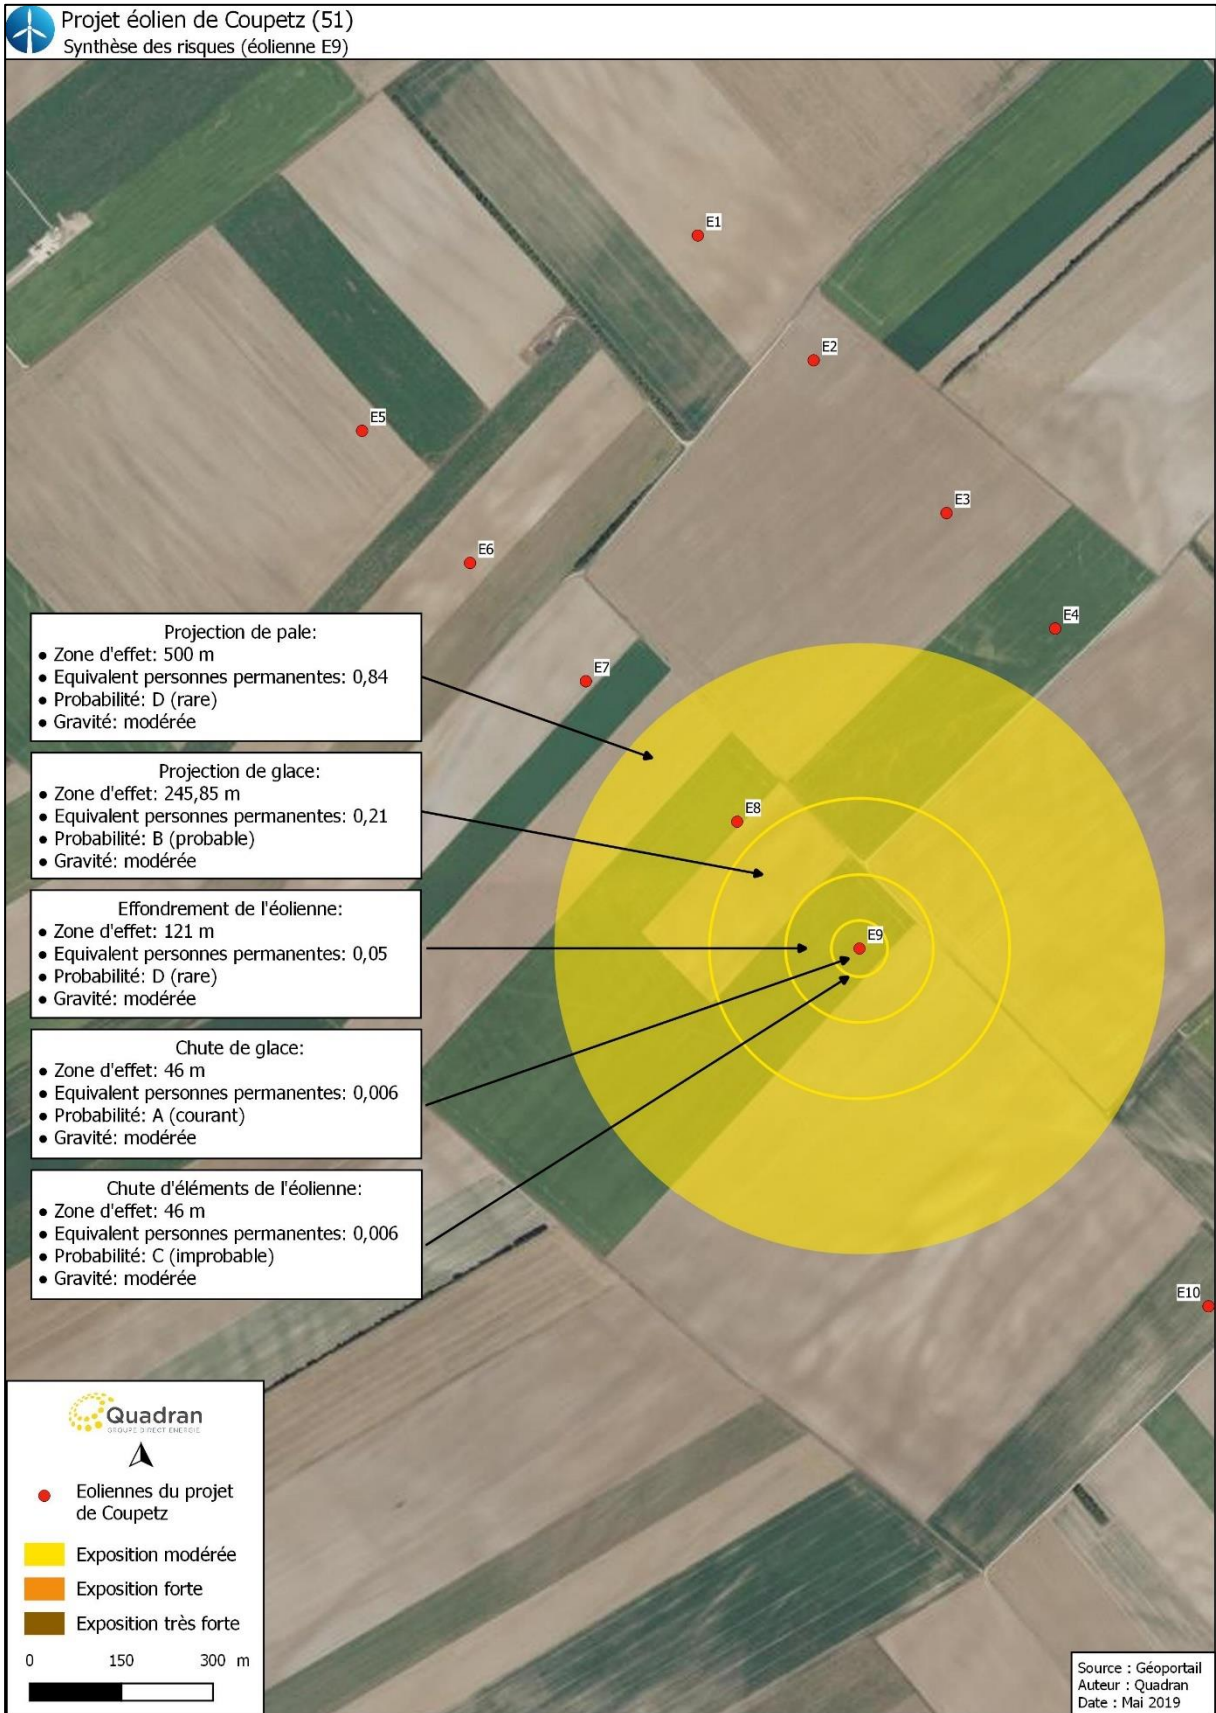 Projet éolien de Coupetz (51)
Synthèse des risques (éolienne E9)
E1
E2
E5
E3
E6
E4
E7
E8
E9
E10
Projection de pale:
• Zone d'effet: 500 m
• Equivalent personnes permanentes: 0,84
• Probabilité: D (rare)
• Gravité: modérée
Projection de glace:
• Zone d'effet: 245,85 m
• Equivalent personnes permanentes: 0,21
• Probabilité: B (probable)
• Gravité: modérée
Effondrement de l'éolienne:
• Zone d'effet: 121 m
• Equivalent personnes permanentes: 0,05
• Probabilité: D (rare)
• Gravité: modérée
Chute de glace:
• Zone d'effet: 46 m
• Equivalent personnes permanentes: 0,006
• Probabilité: A (courant)
• Gravité: modérée
Chute d'éléments de l'éolienne:
• Zone d'effet: 46 m
• Equivalent personnes permanentes: 0,006
• Probabilité: C (improbable)
• Gravité: modérée
Quadran
GROUPE DIRECT ENERGIE
Eoliennes du projet
de Coupetz
Exposition modérée
Exposition forte
Exposition très forte
0 150 300 m
Source : Géoportail
Auteur : Quadran
Date : Mai 2019